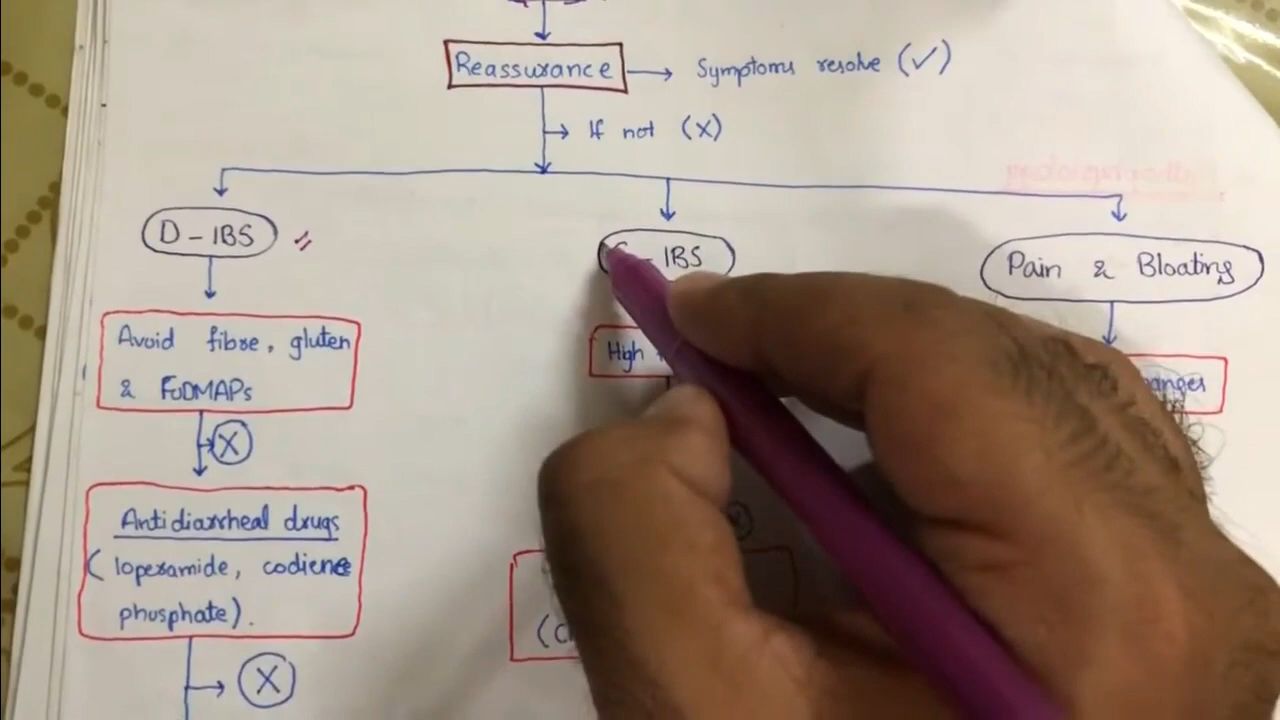 Reassurance → Symptoms resolve (✓)
If not (X)
D - IBS
- IBS
Pain & Bloating
Avoid fibre, gluten
& FODMAPs
High
anges
X
Antidiarrheal drugs
(loperamide, codiene
phosphate).
X